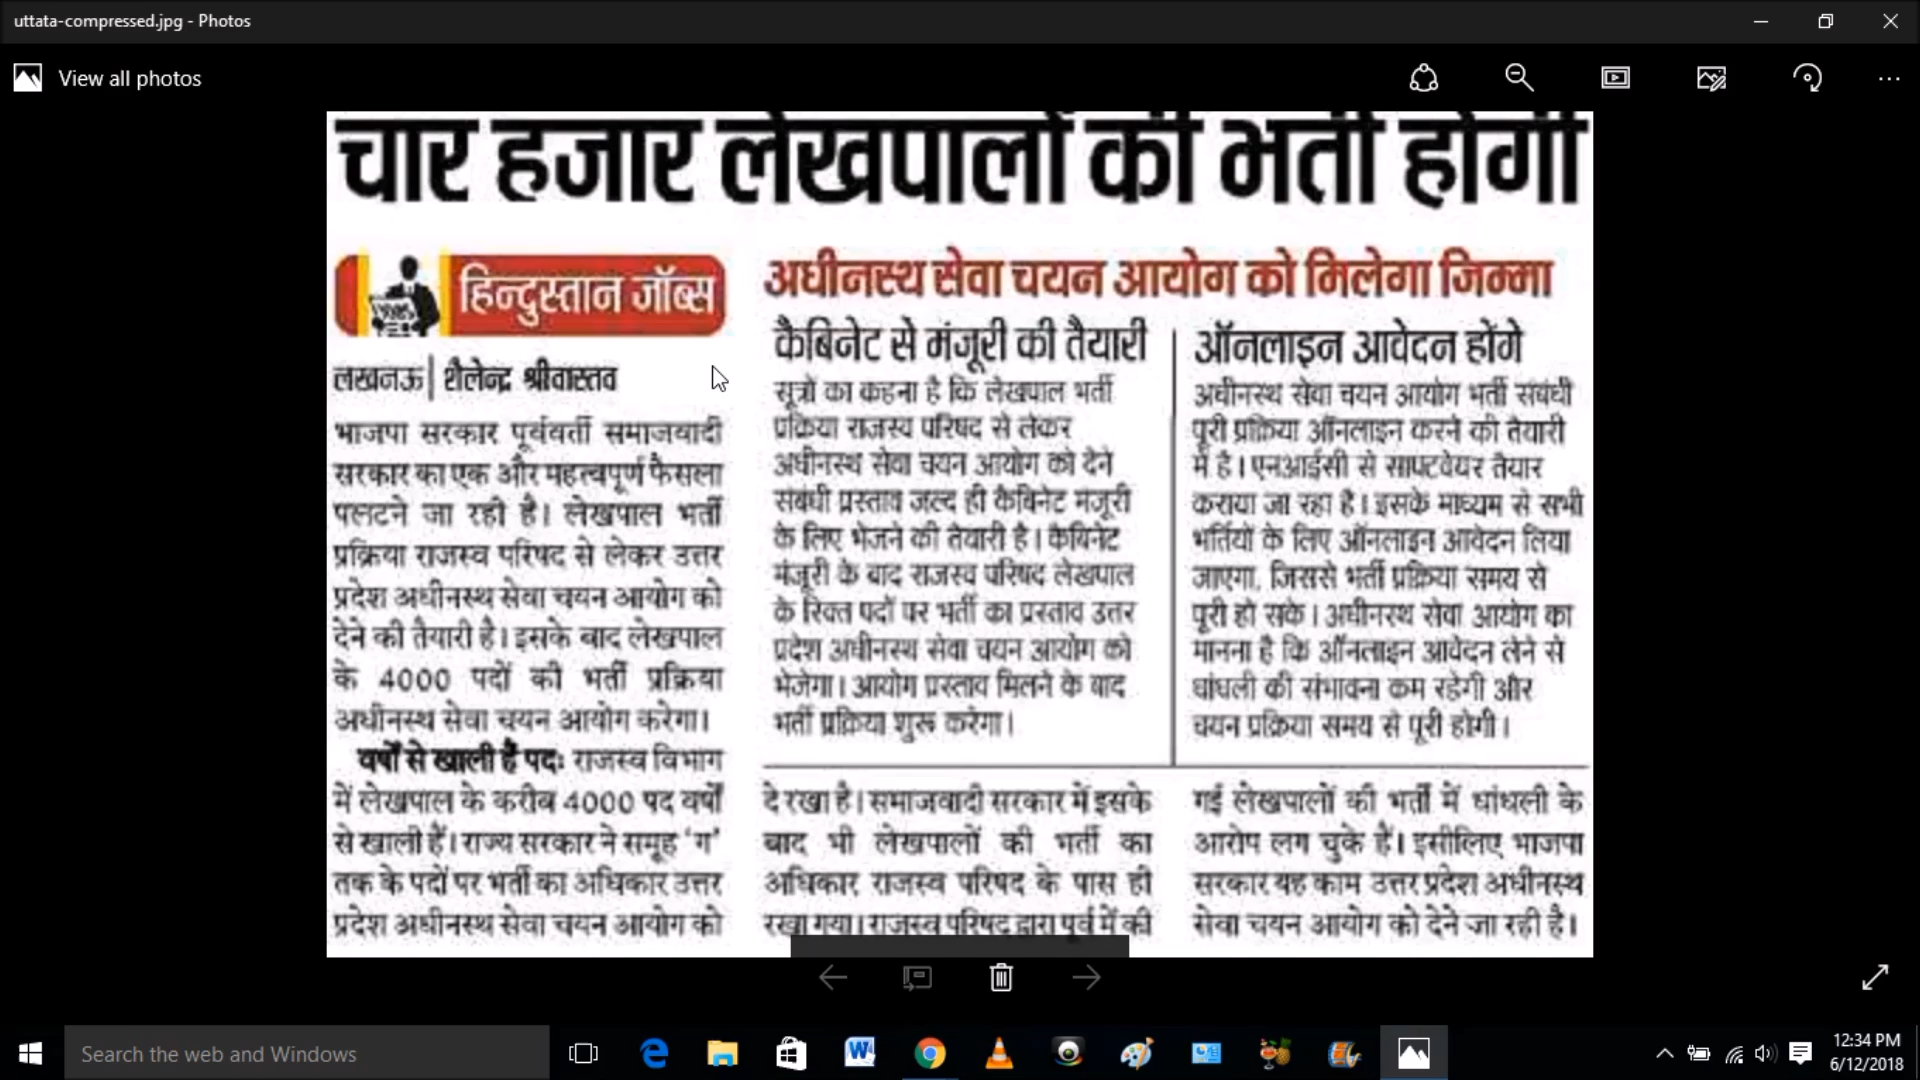 uttata-compressed.jpg - Photos
View all photos
चार हजार लेखपालों की भर्ती होगी
हिन्दुस्तान जॉब्स
लखनऊ | शैलेन्द्र श्रीवास्तव
भाजपा सरकार पूर्ववर्ती समाजवादी
सरकार का एक और महत्वपूर्ण फैसला
पलटने जा रही है। लेखपाल भर्ती
प्रक्रिया राजस्व परिषद से लेकर उत्तर
प्रदेश अधीनस्थ सेवा चयन आयोग को
देने की तैयारी है। इसके बाद लेखपाल
के 4000 पदों की भर्ती प्रक्रिया
अधीनस्थ सेवा चयन आयोग करेगा।
वर्षों से खाली हैं पद: राजस्व विभाग
में लेखपाल के करीब 4000 पद वर्षों
से खाली हैं। राज्य सरकार ने समूह 'ग'
तक के पदों पर भर्ती का अधिकार उत्तर
प्रदेश अधीनस्थ सेवा चयन आयोग को
अधीनस्थ सेवा चयन आयोग को मिलेगा जिम्मा
कैबिनेट से मंजूरी की तैयारी
सूत्रों का कहना है कि लेखपाल भर्ती
प्रक्रिया राजस्व परिषद से लेकर
अधीनस्थ सेवा चयन आयोग को देने
संबंधी प्रस्ताव जल्द ही कैबिनेट मंजूरी
के लिए भेजने की तैयारी है। कैबिनेट
मंजूरी के बाद राजस्व परिषद लेखपाल
के रिक्त पदों पर भर्ती का प्रस्ताव उत्तर
प्रदेश अधीनस्थ सेवा चयन आयोग को
भेजेगा। आयोग प्रस्ताव मिलने के बाद
भर्ती प्रक्रिया शुरू करेगा।
ऑनलाइन आवेदन होंगे
अधीनस्थ सेवा चयन आयोग भर्ती संबंधी
पूरी प्रक्रिया ऑनलाइन करने की तैयारी
में है। एनआईसी से साफ्टवेयर तैयार
कराया जा रहा है। इसके माध्यम से सभी
भर्तियों के लिए ऑनलाइन आवेदन लिया
जाएगा, जिससे भर्ती प्रक्रिया समय से
पूरी हो सके। अधीनस्थ सेवा आयोग का
मानना है कि ऑनलाइन आवेदन लेने से
धांधली की संभावना कम रहेगी और
चयन प्रक्रिया समय से पूरी होगी।
दे रखा है। समाजवादी सरकार में इसके
बाद भी लेखपालों की भर्ती का
अधिकार राजस्व परिषद के पास ही
रखा गया। राजस्व परिषद द्वारा पूर्व में की
गई लेखपालों की भर्ती में धांधली के
आरोप लग चुके हैं। इसीलिए भाजपा
सरकार यह काम उत्तर प्रदेश अधीनस्थ
सेवा चयन आयोग को देने जा रही है।
Search the web and Windows
12:34 PM
6/12/2018